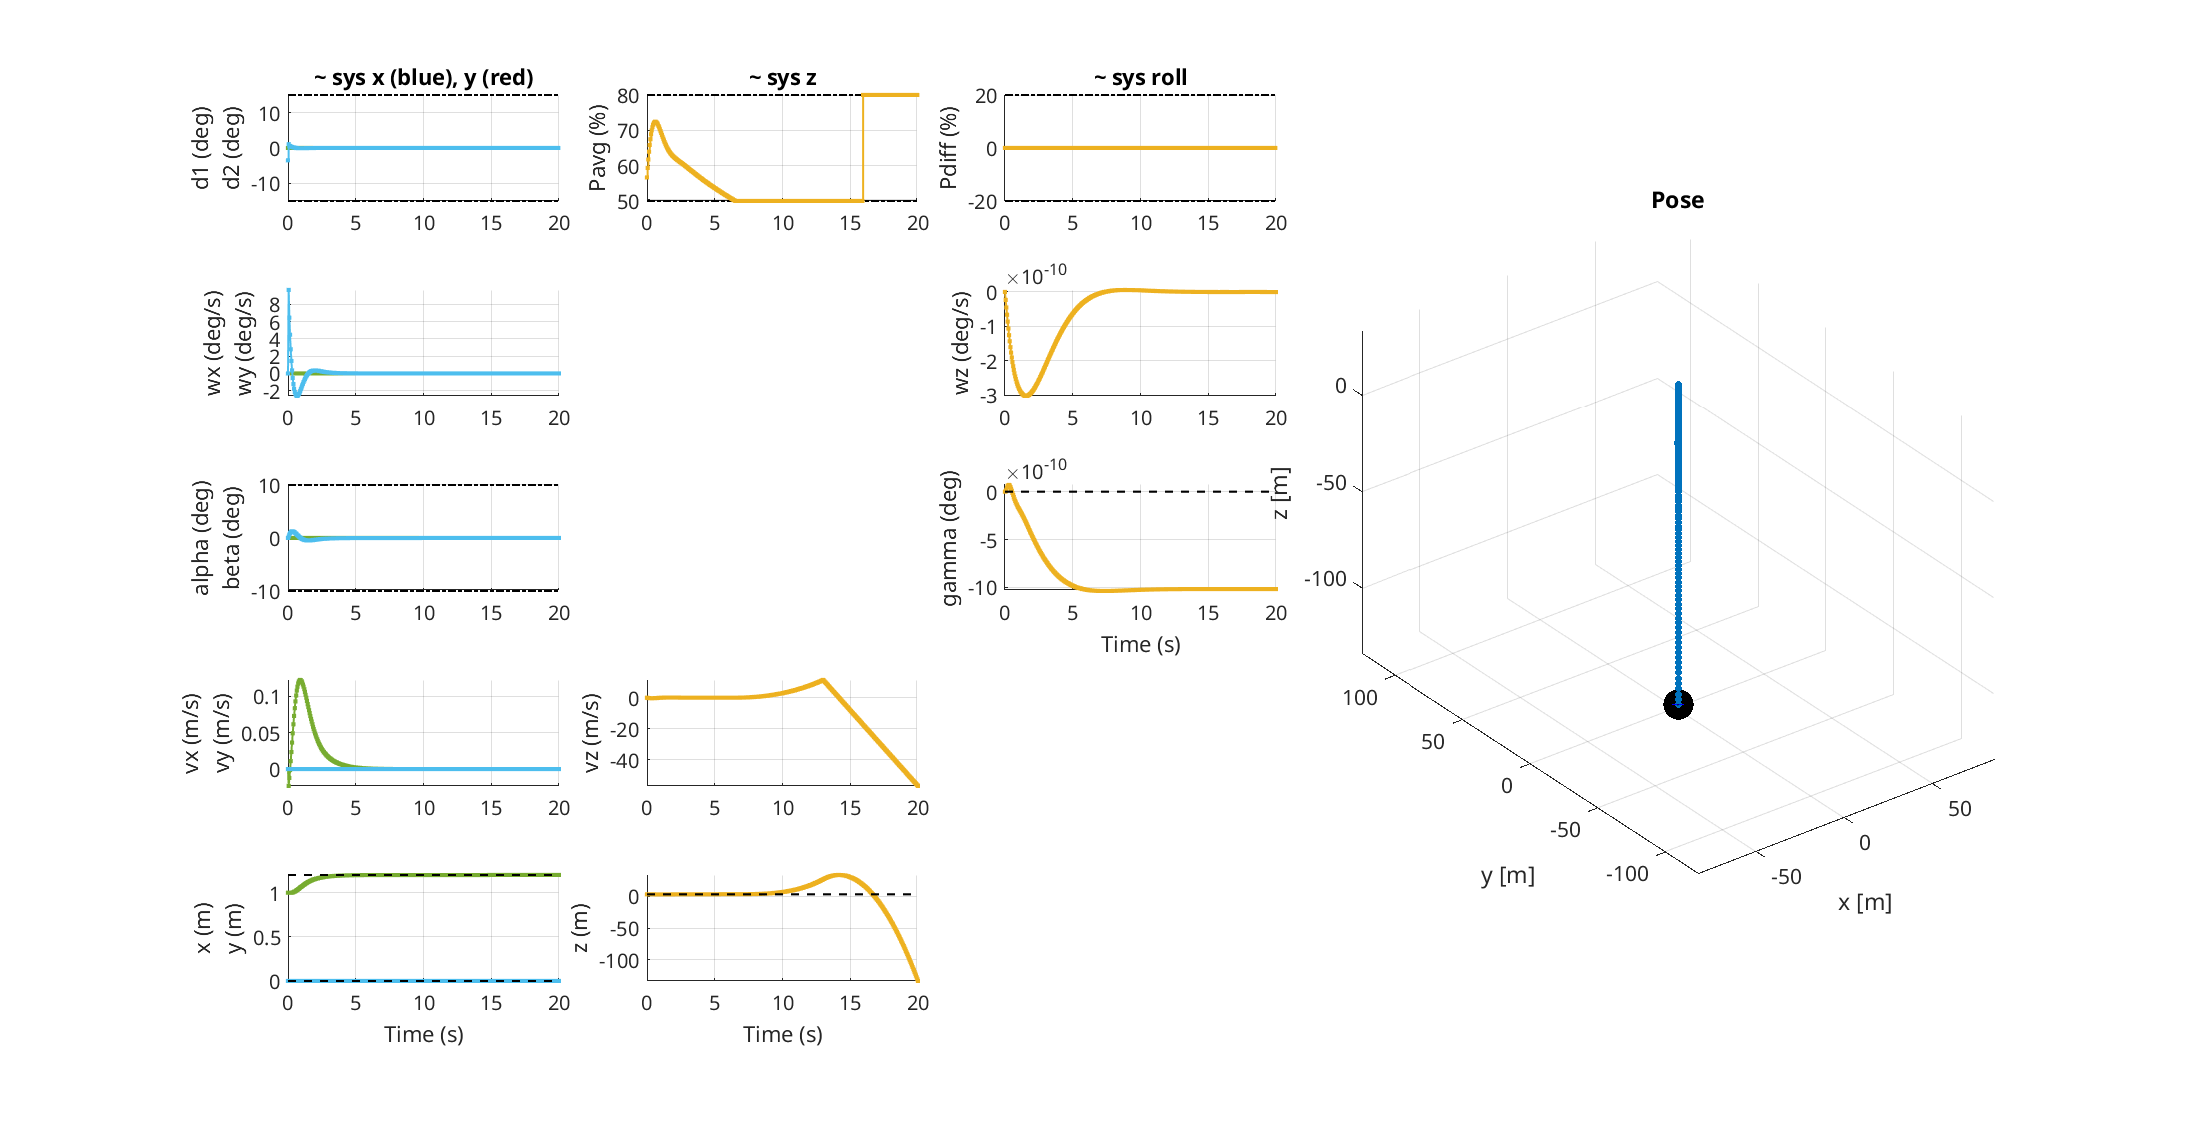 ~ sys x (blue), y (red)
d1 (deg)
d2 (deg)
10
0
-10
0 5 10 15 20
~ sys z
Pavg (%)
80
70
60
50
0 5 10 15 20
~ sys roll
Pdiff (%)
20
0
-20
0 5 10 15 20
wx (deg/s)
wy (deg/s)
8
6
4
2
0
-2
0 5 10 15 20
wz (deg/s)
×10-10
0
-1
-2
-3
0 5 10 15 20
alpha (deg)
beta (deg)
10
0
-10
0 5 10 15 20
gamma (deg)
×10-10
0
-5
-10
0 5 10 15 20
Time (s)
vx (m/s)
vy (m/s)
0.1
0.05
0
0 5 10 15 20
vz (m/s)
0
-20
-40
0 5 10 15 20
x (m)
y (m)
1
0.5
0
0 5 10 15 20
Time (s)
z (m)
0
-50
-100
0 5 10 15 20
Time (s)
Pose
z [m]
0
-50
-100
100
50
0
-50
-100
y [m]
-50
0
50
x [m]